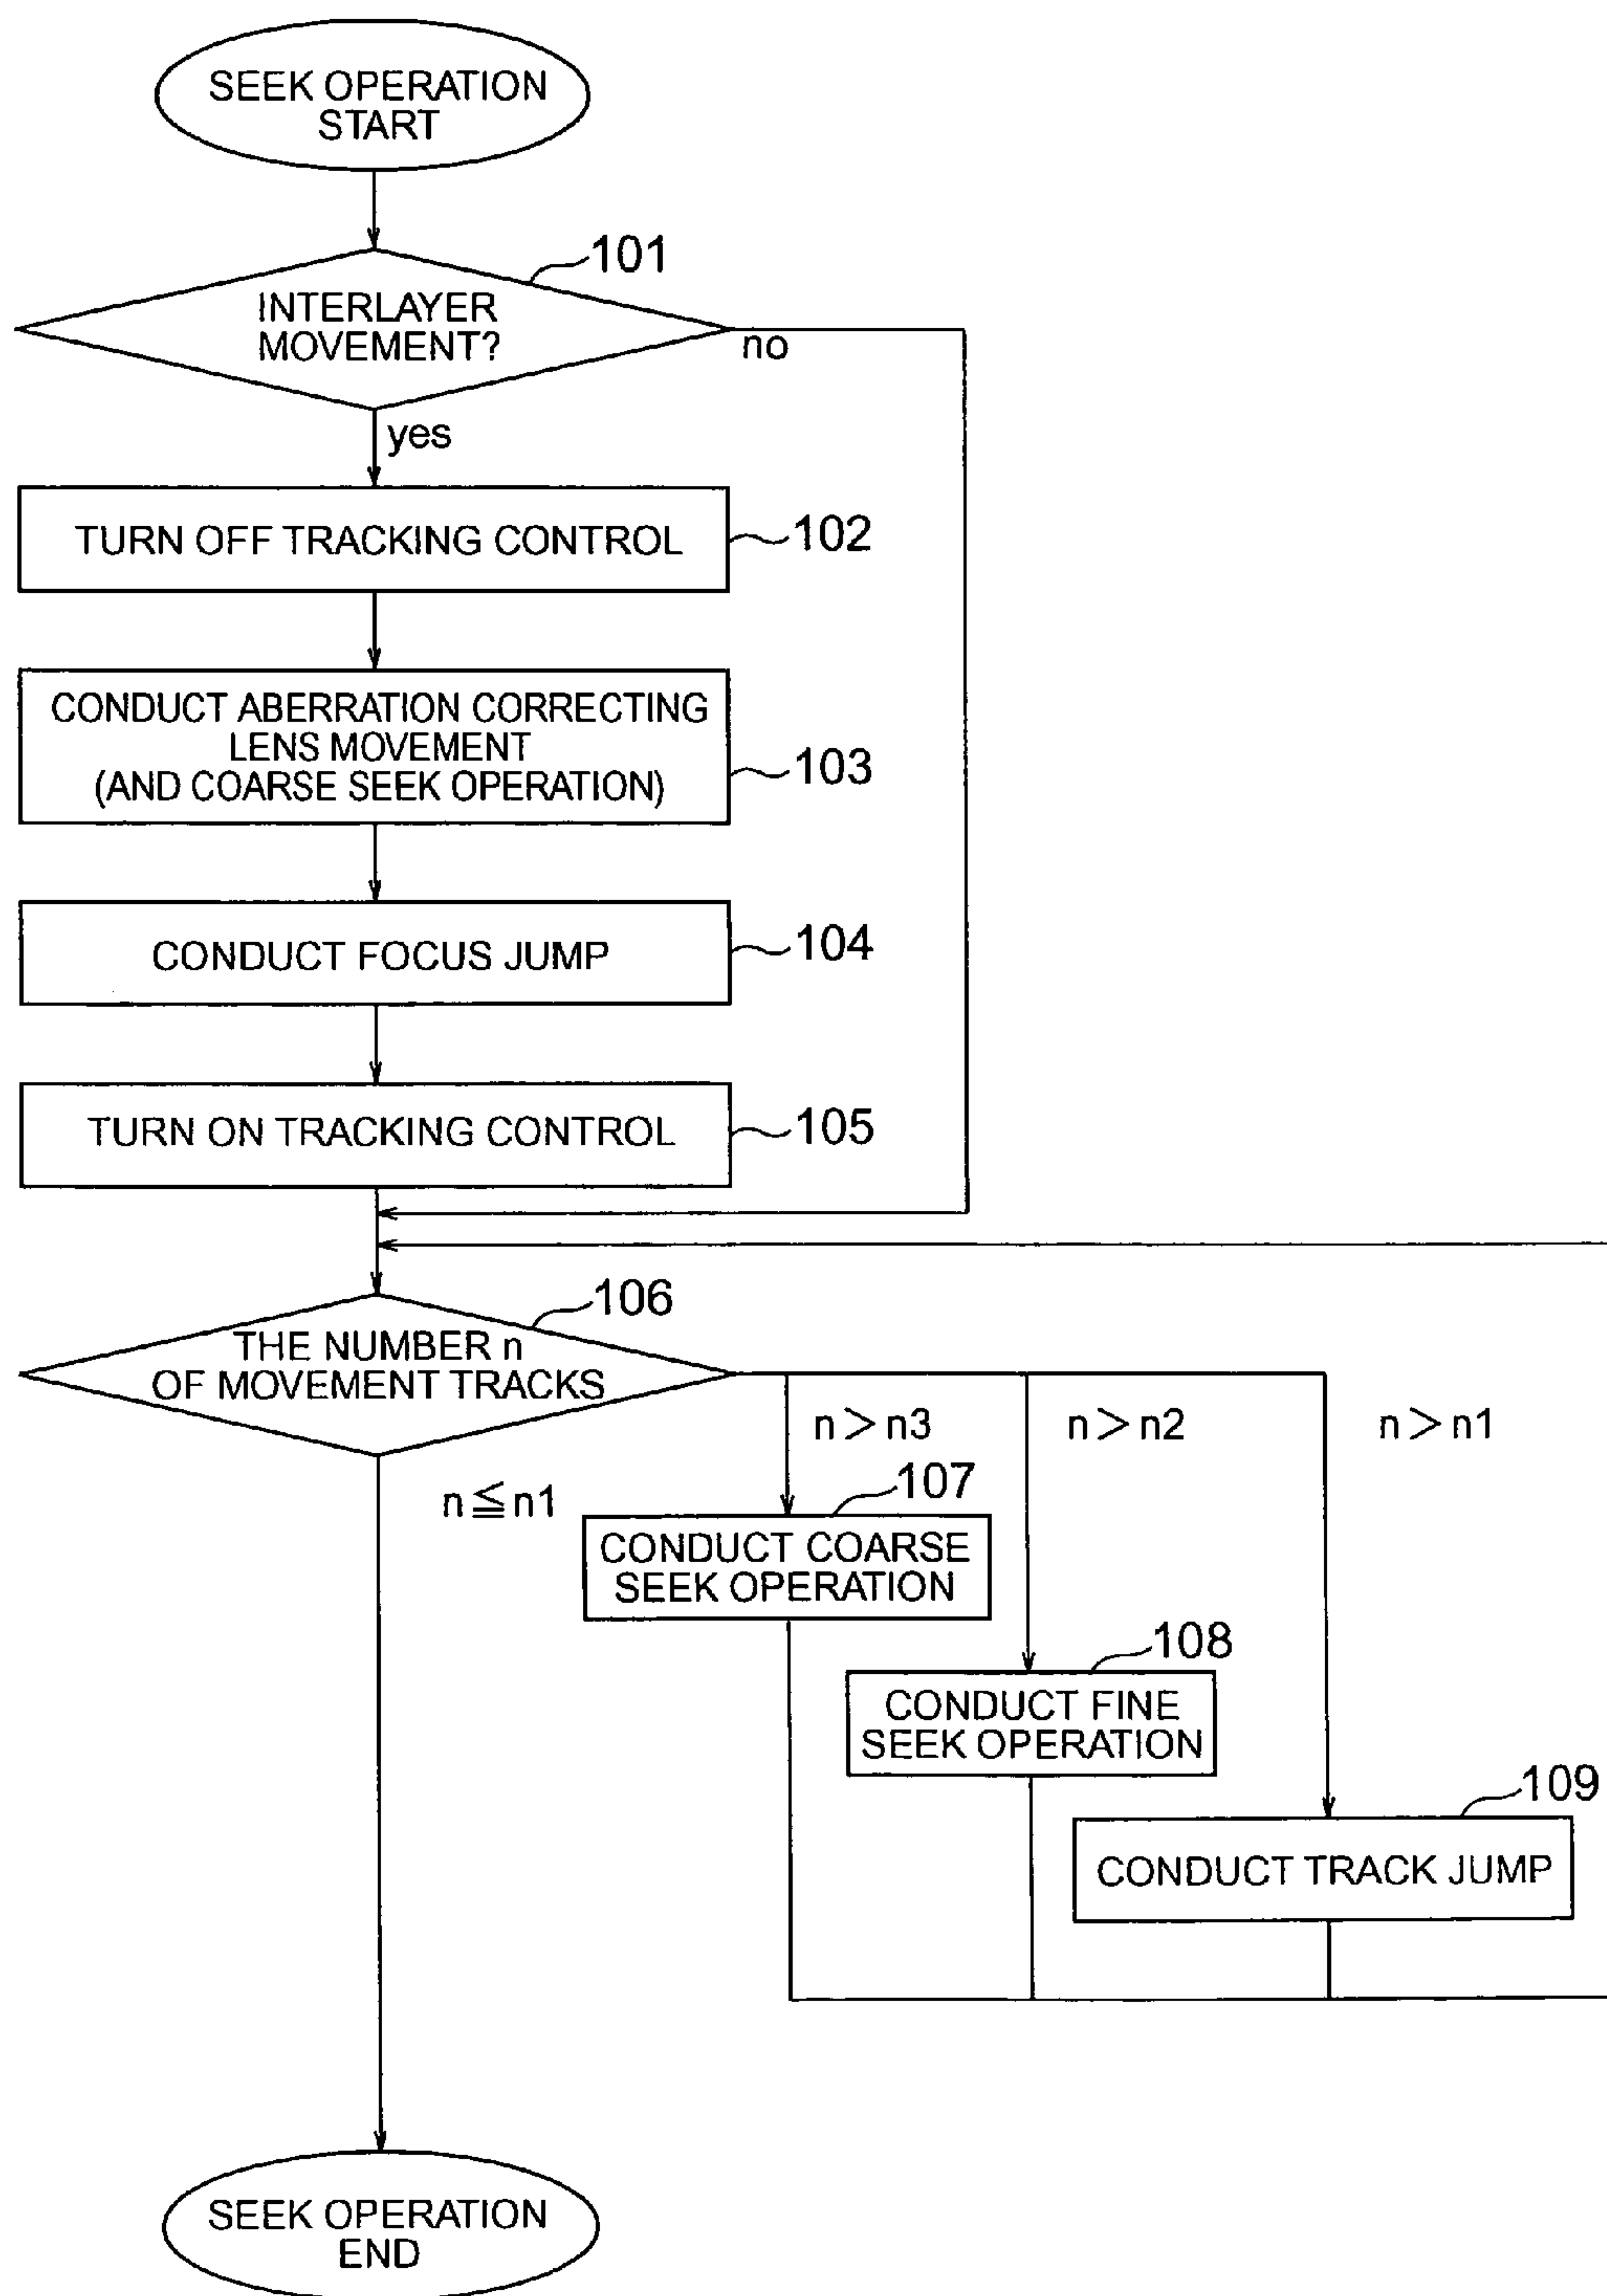 SEEK OPERATION
START
101
INTERLAYER
MOVEMENT?
no
yes
TURN OFF TRACKING CONTROL
102
CONDUCT ABERRATION CORRECTING
LENS MOVEMENT
(AND COARSE SEEK OPERATION)
103
CONDUCT FOCUS JUMP
104
TURN ON TRACKING CONTROL
105
106
THE NUMBER n
OF MOVEMENT TRACKS
n>n3
n>n2
n>n1
n≦n1
107
CONDUCT COARSE
SEEK OPERATION
108
CONDUCT FINE
SEEK OPERATION
109
CONDUCT TRACK JUMP
SEEK OPERATION
END